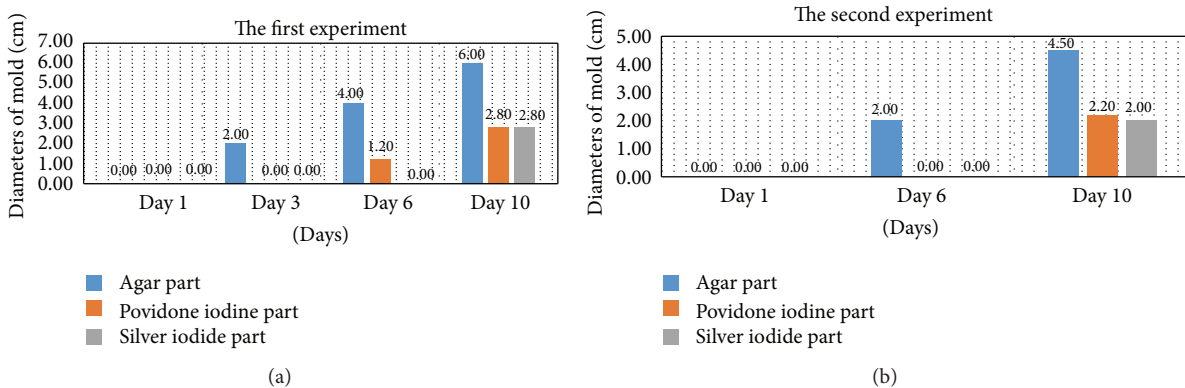 The first experiment
Diameters of mold (cm)
7.00
6.00
5.00
4.00
3.00
2.00
1.00
0.00
0.00 0.00 0.00
2.00 0.00 0.00
4.00 1.20 0.00
6.00 2.80 2.80
Day 1 Day 3 Day 6 Day 10
(Days)
Agar part
Povidone iodine part
Silver iodide part
(a)
The second experiment
Diameters of mold (cm)
5.00
4.00
3.00
2.00
1.00
0.00
0.00 0.00 0.00
2.00 0.00 0.00
4.50 2.20 2.00
Day 1 Day 6 Day 10
(Days)
Agar part
Povidone iodine part
Silver iodide part
(b)